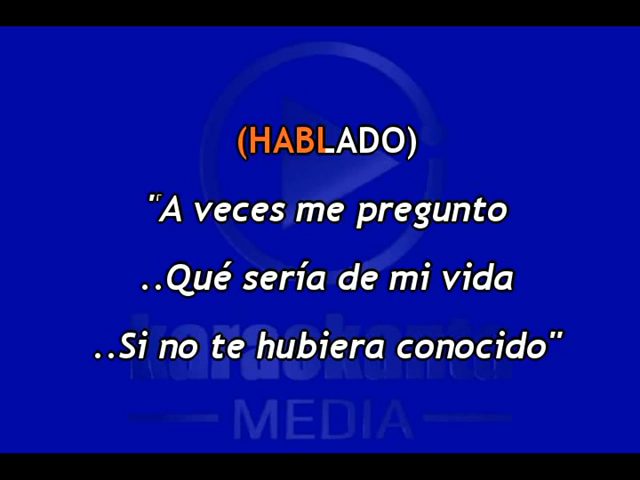 (HABLADO)
"A veces me pregunto
..Qué sería de mi vida
..Si no te hubiera conocido"
karaokanta
MEDIA